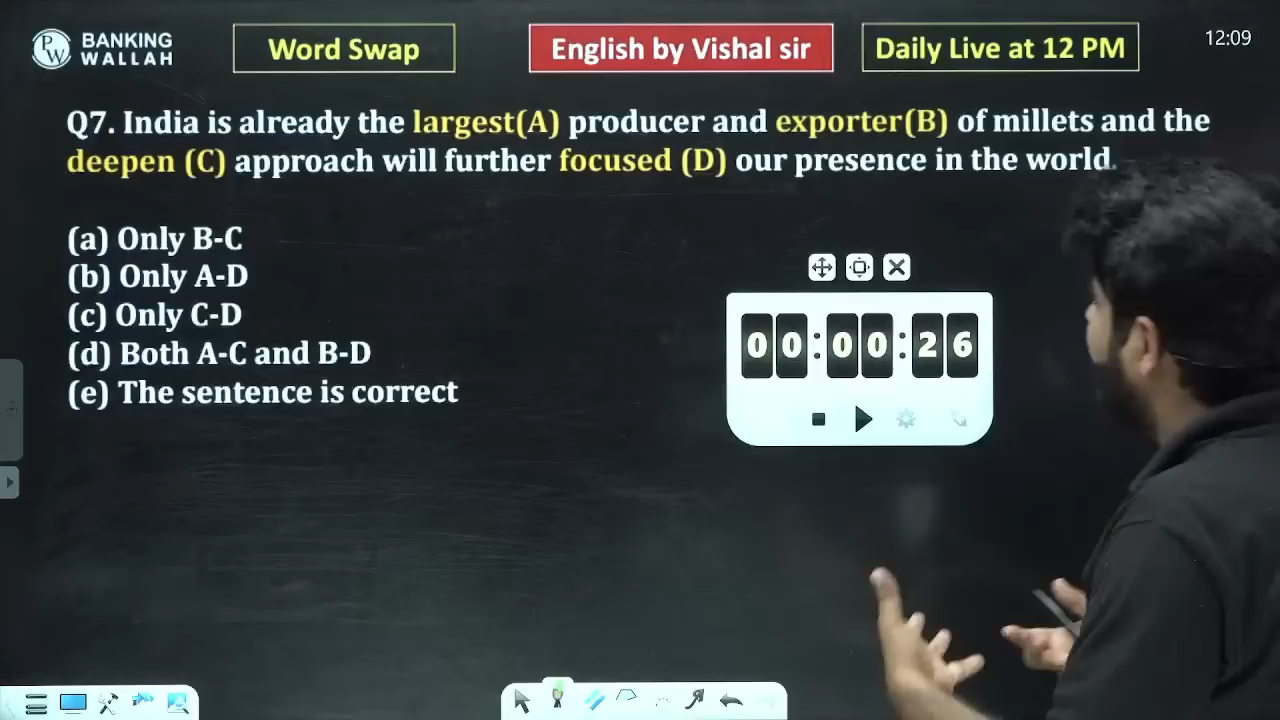 PW
BANKING
WALLAH
Word Swap
English by Vishal sir
Daily Live at 12 PM
12:09
Q7. India is already the largest(A) producer and exporter(B) of millets and the
deepen (C) approach will further focused (D) our presence in the world.
(a) Only B-C
(b) Only A-D
(c) Only C-D
(d) Both A-C and B-D
(e) The sentence is correct
00:00:26